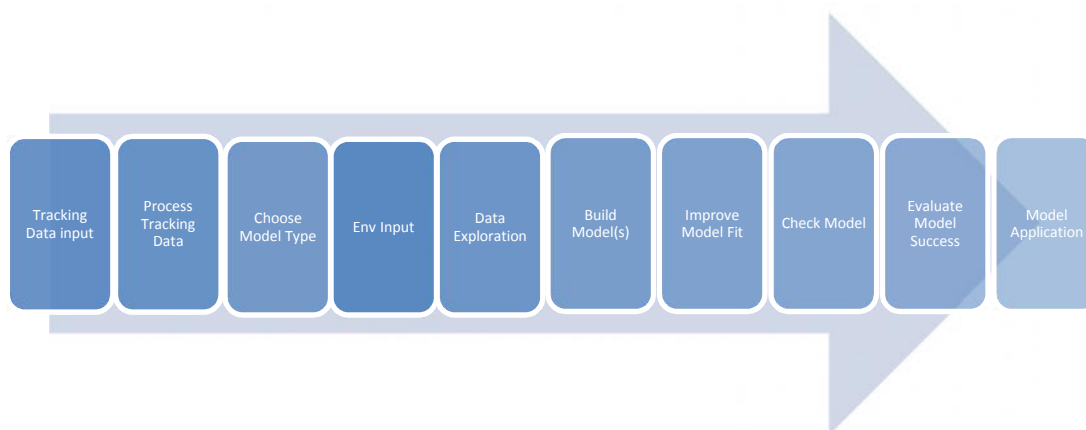 Tracking
Data input
Process
Tracking
Data
Choose
Model Type
Env Input
Data
Exploration
Build
Model(s)
Improve
Model Fit
Check Model
Evaluate
Model
Success
Model
Application